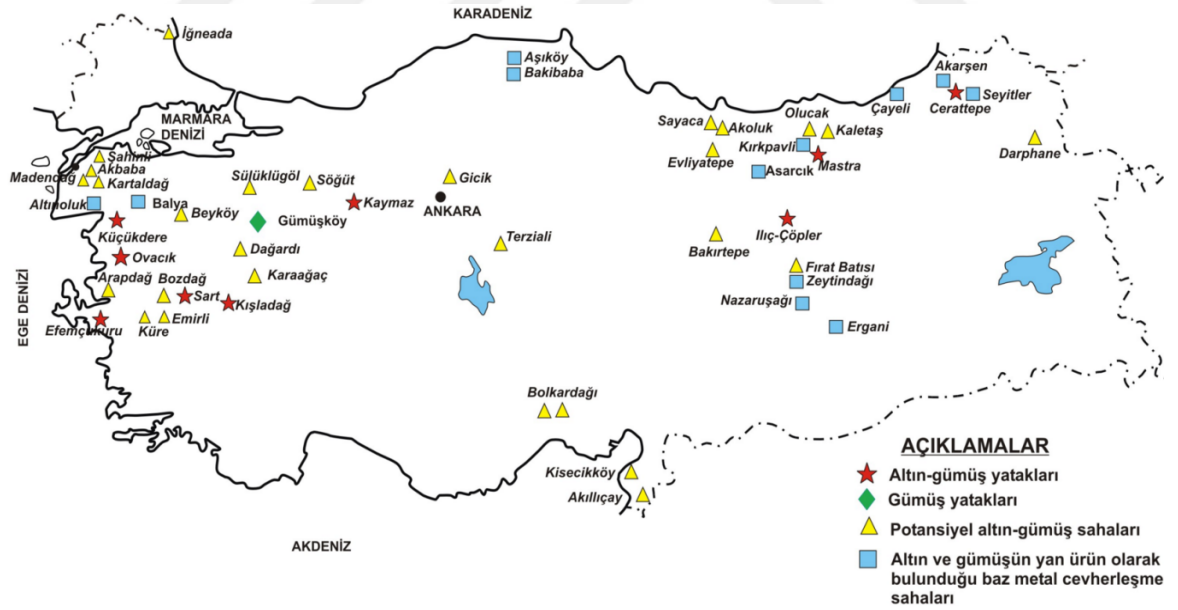 KARADENİZ
İğneada
Aşıköy
Bakibaba
Akarşen
Seyitler
Çayeli
Cerattepe
MARMARA
DENİZİ
Sayaca
Akoluk
Olucak
Kaletaş
Kırkpavli
Evliyatepe
Mastra
Asarcık
Darphane
Şahinli
Akbaba
Madendağ
Kartaldağ
Sülüklügöl
Söğüt
Gicik
Altınoluk
Balya
Beyköy
Kaymaz
ANKARA
Gümüşköy
Küçükdere
Ilıç-Çöpler
Ovacık
Dağardı
Terziali
Bakırtepe
Arapdağ
Bozdağ
Karaağaç
Fırat Batısı
Zeytindağı
EGE DENİZİ
Sart
Kışladağ
Nazaruşağı
Efemçukuru
Küre
Emirli
Ergani
Bolkardağı
Kisecikköy
Akıllıçay
AKDENİZ
AÇIKLAMALAR
Altın-gümüş yatakları
Gümüş yatakları
Potansiyel altın-gümüş sahaları
Altın ve gümüşün yan ürün olarak
bulunduğu baz metal cevherleşme
sahaları